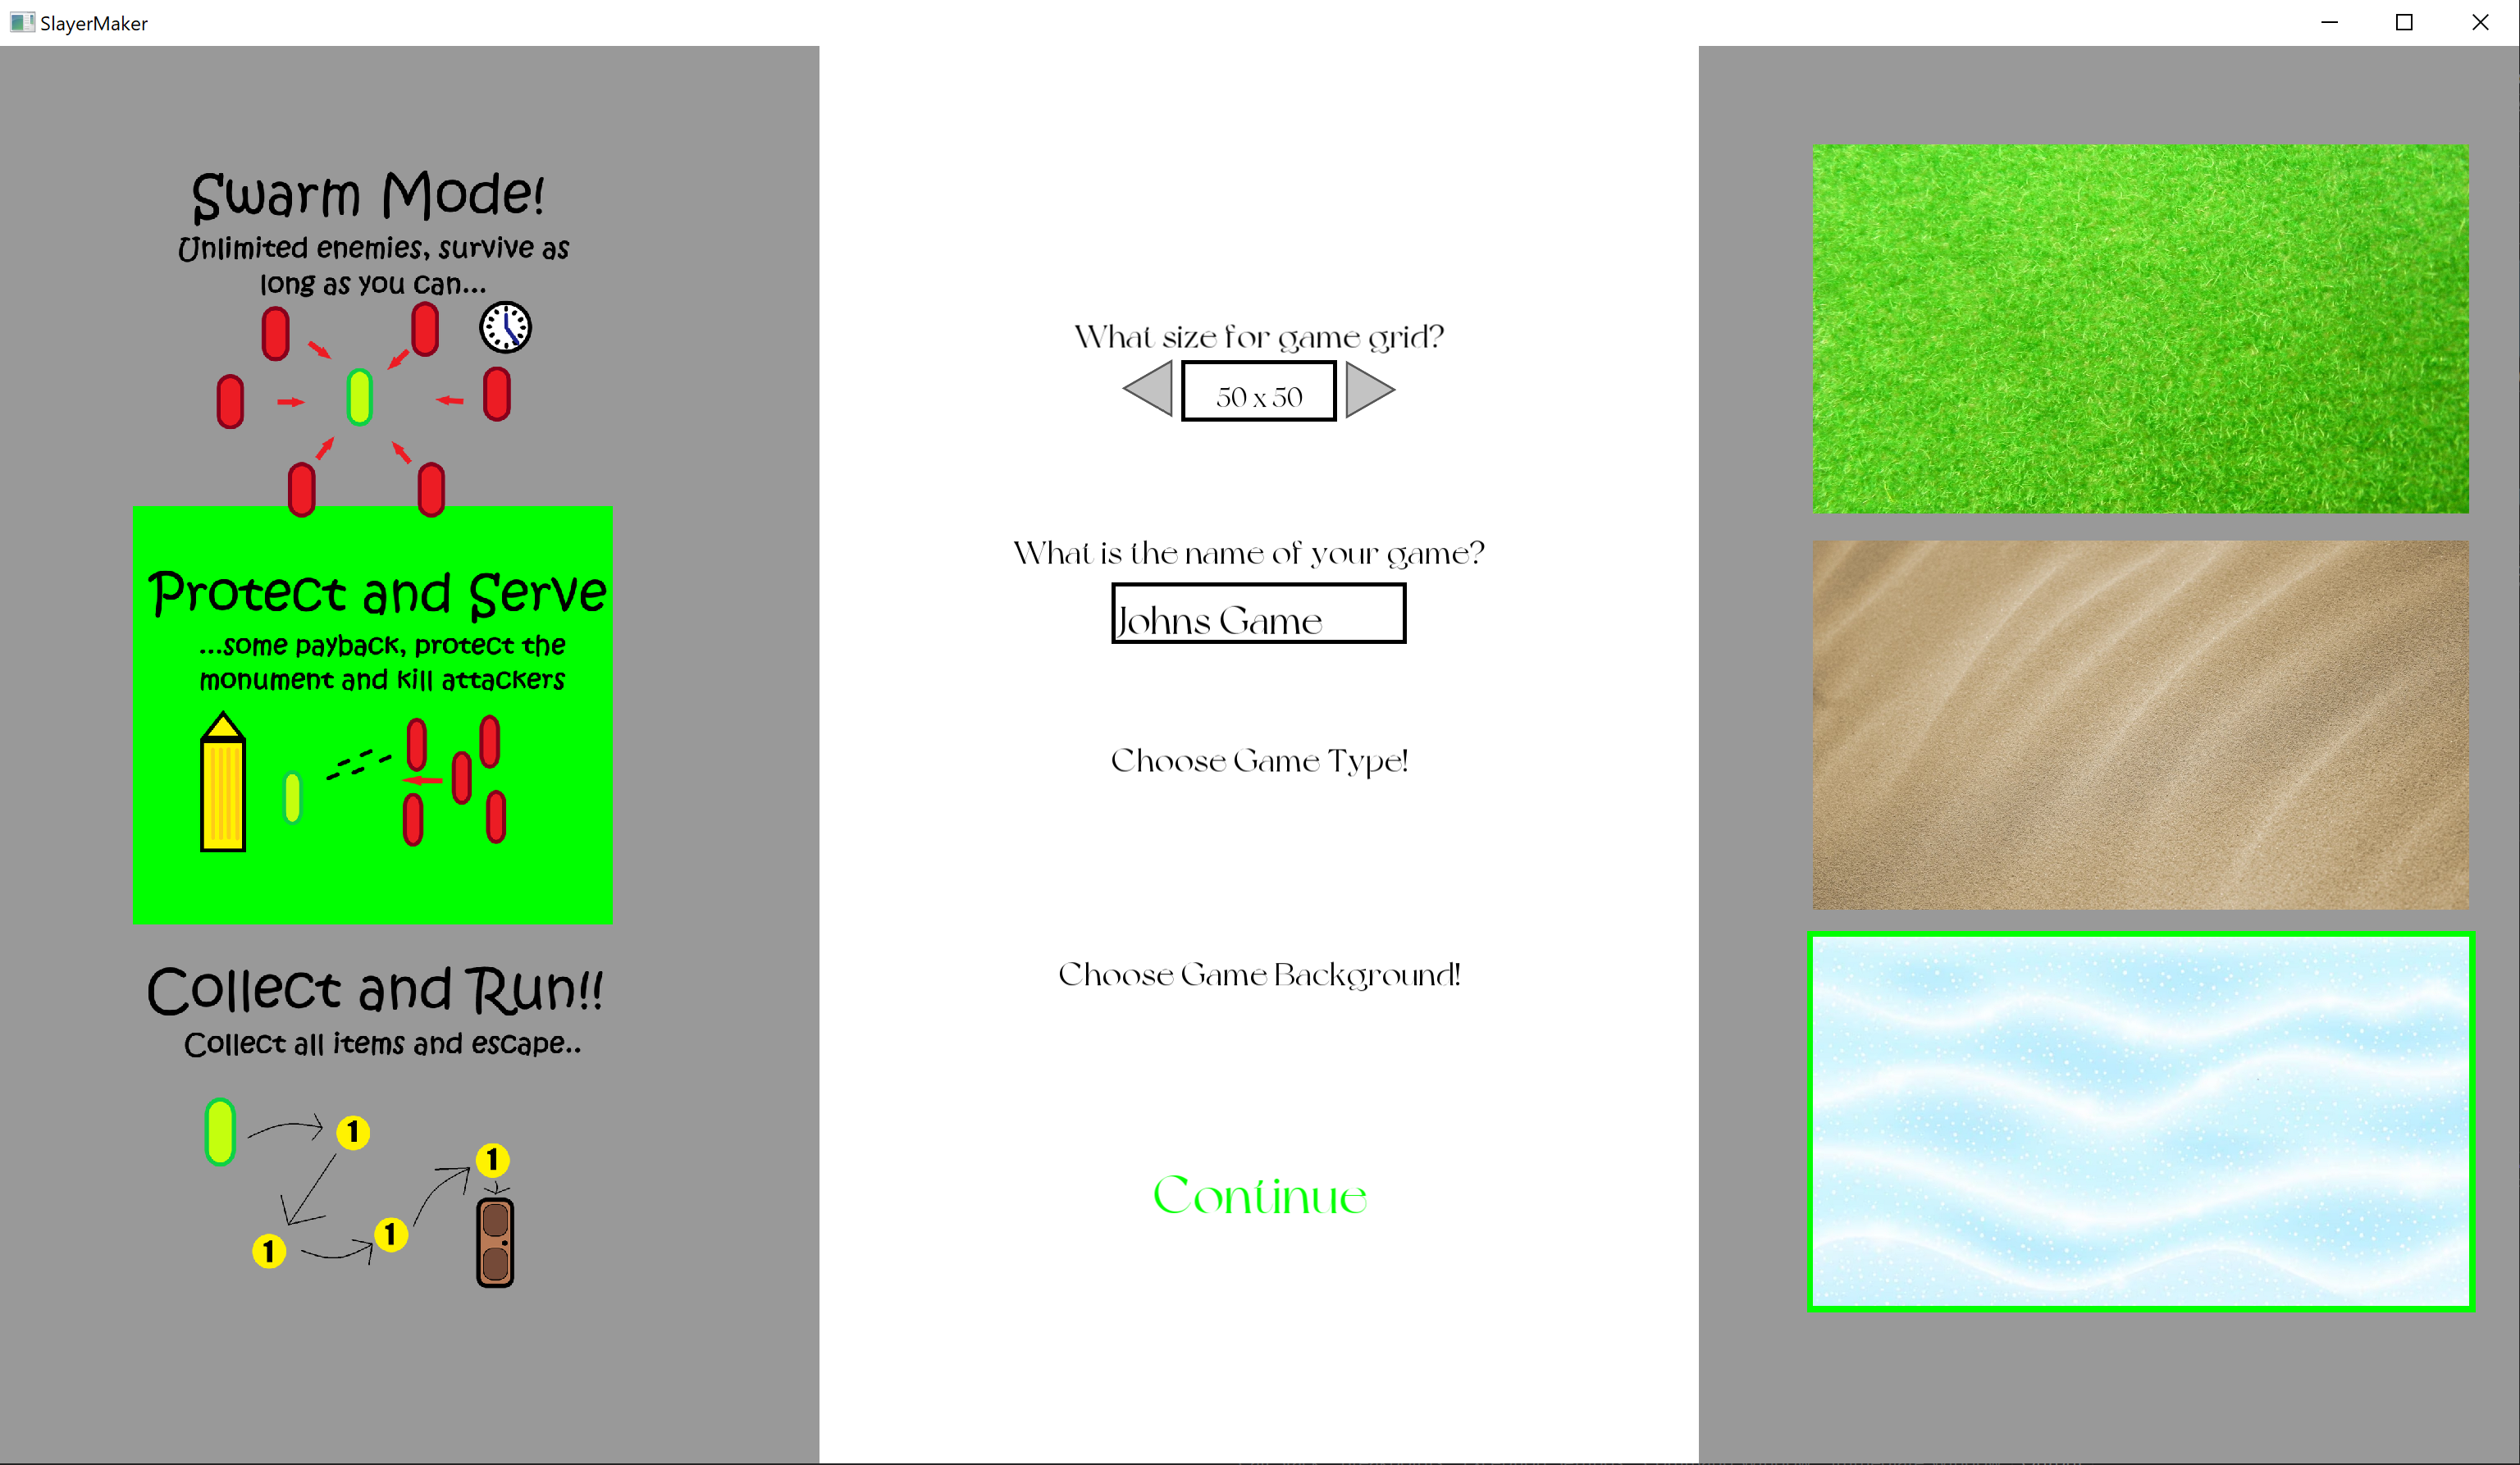 SlayerMaker
Swarm Mode!
Unlimited enemies, survive as
long as you can...
Protect and Serve
...some payback, protect the
monument and kill attackers
Collect and Run!!
Collect all items and escape..
1
1
1
1
What size for game grid?
50 x 50
What is the name of your game?
Johns Game
Choose Game Type!
Choose Game Background!
Continue